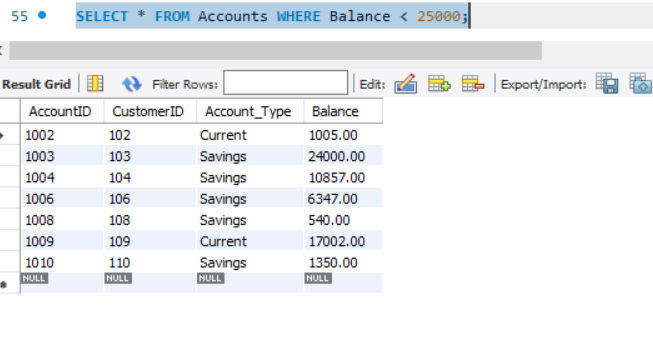 55 SELECT * FROM Accounts WHERE Balance < 25000;
Result Grid Filter Rows: Edit: Export/Import:
AccountID CustomerID Account_Type Balance
1002 102 Current 1005.00
1003 103 Savings 24000.00
1004 104 Savings 10857.00
1006 106 Savings 6347.00
1008 108 Savings 540.00
1009 109 Current 17002.00
1010 110 Savings 1350.00
NULL NULL NULL NULL